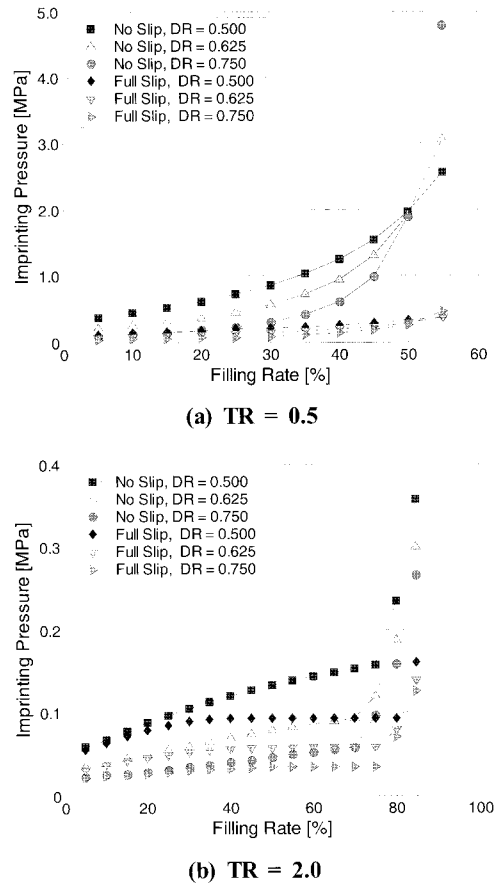 5.0
4.0
3.0
2.0
1.0
0
Imprinting Pressure [MPa]
No Slip, DR = 0.500
No Slip, DR = 0.625
No Slip, DR = 0.750
Full Slip, DR = 0.500
Full Slip, DR = 0.625
Full Slip, DR = 0.750
0 10 20 30 40 50 60
Filling Rate [%]
(a) TR = 0.5
0.4
0.3
0.2
0.1
0
Imprinting Pressure [MPa]
No Slip, DR = 0.500
No Slip, DR = 0.625
No Slip, DR = 0.750
Full Slip, DR = 0.500
Full Slip, DR = 0.625
Full Slip, DR = 0.750
0 20 40 60 80 100
Filling Rate [%]
(b) TR = 2.0